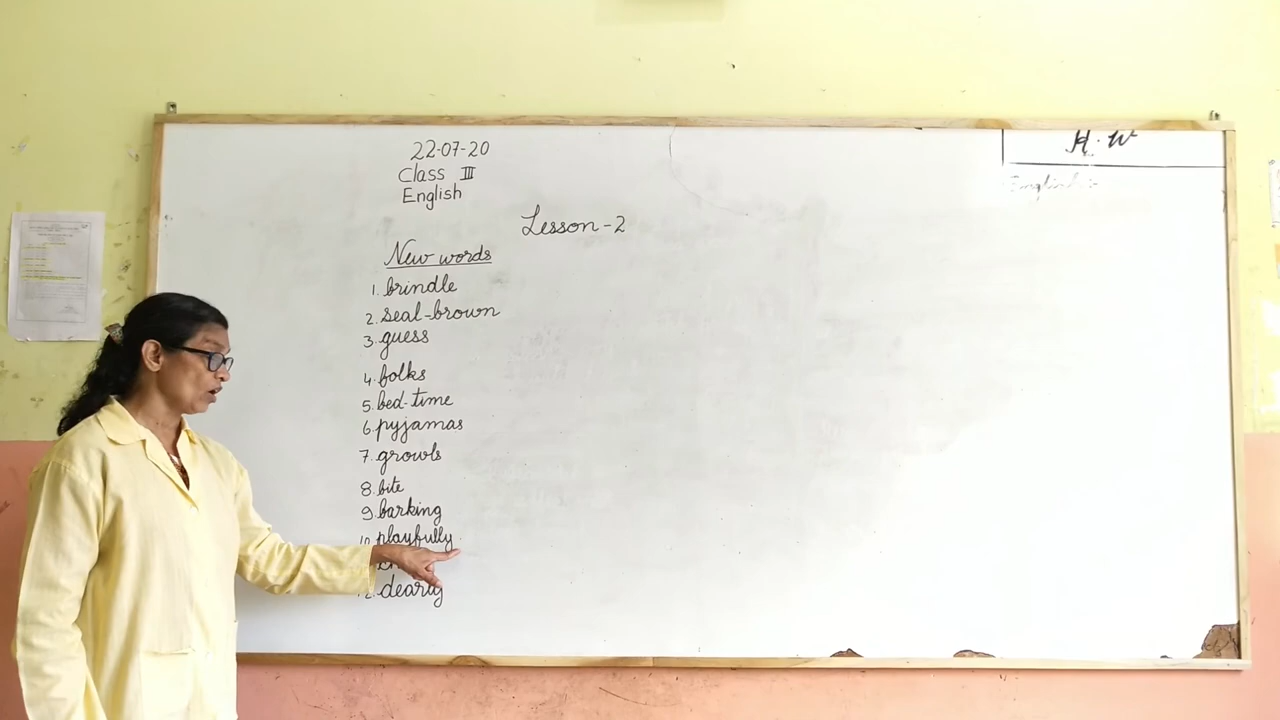 22-07-20
Class III
English
H.W
English:-
Lesson-2
New words
1. brindle
2. seal-brown
3. guess
4. folks
5. bed-time
6. pyjamas
7. growls
8. bite
9. barking
10. playfully
dearly